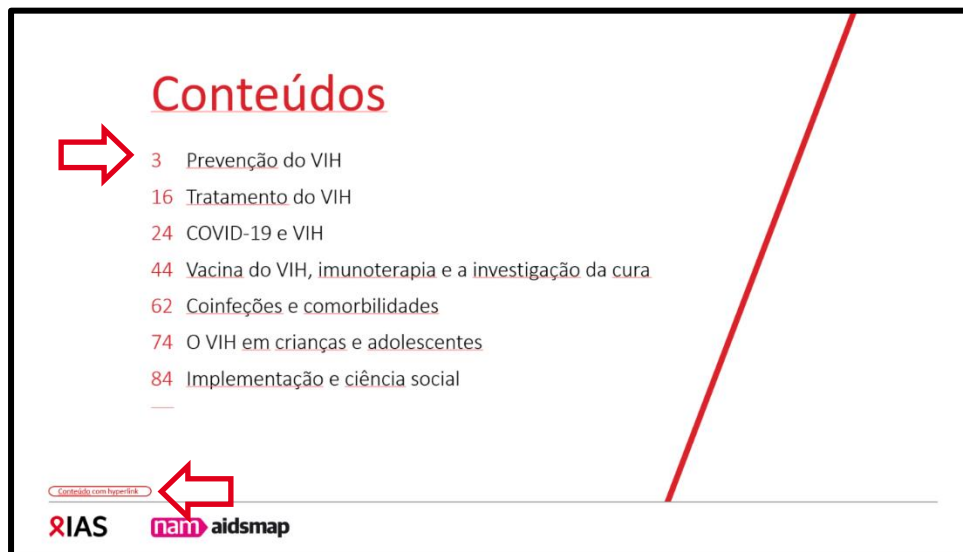 Conteúdos
3 Prevenção do VIH
16 Tratamento do VIH
24 COVID-19 e VIH
44 Vacina do VIH, imunoterapia e a investigação da cura
62 Coinfeções e comorbilidades
74 O VIH em crianças e adolescentes
84 Implementação e ciência social
Conteúdo com hyperlink
IAS nam aidsmap